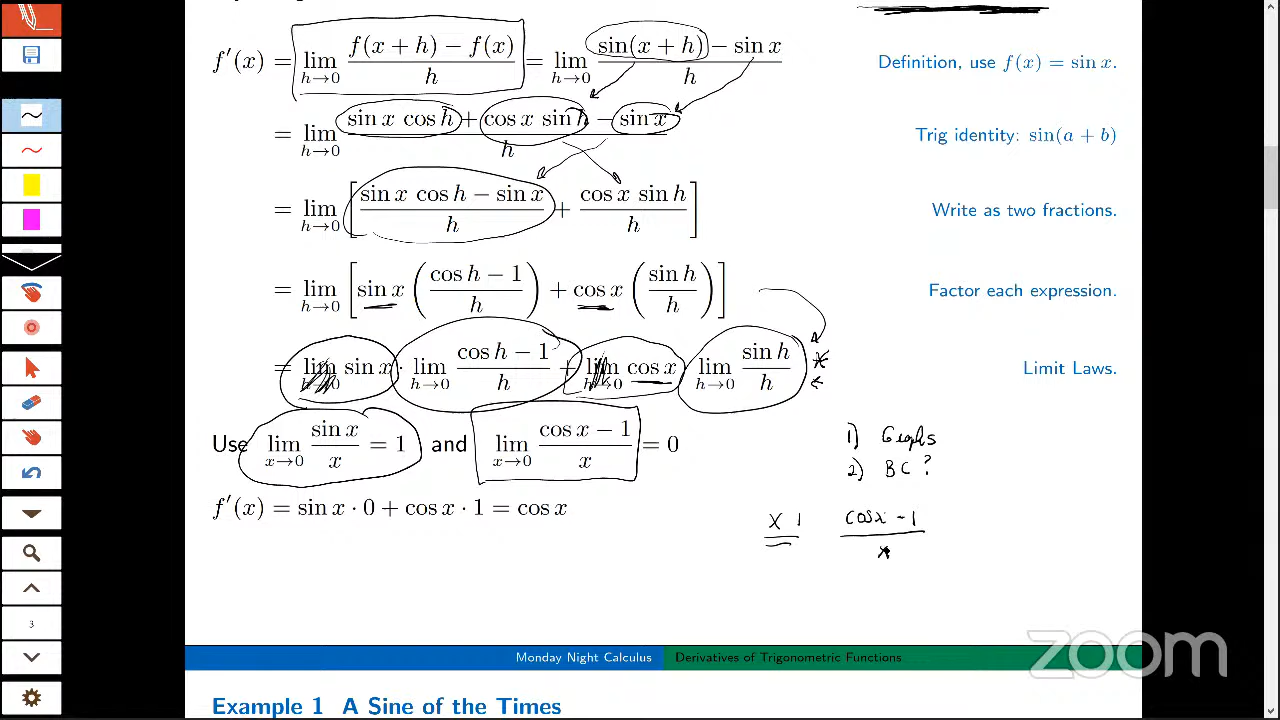 f′(x) = lim_{h→0} (f(x + h) − f(x))/h = lim_{h→0} (sin(x + h) − sin x)/h Definition, use f(x) = sin x.
= lim_{h→0} (sin x cos h + cos x sin h − sin x)/h Trig identity: sin(a + b)
= lim_{h→0} [(sin x cos h − sin x)/h + (cos x sin h)/h] Write as two fractions.
= lim_{h→0} [sin x ((cos h − 1)/h) + cos x ((sin h)/h)] Factor each expression.
= lim_{h→0} sin x · lim_{h→0} (cos h − 1)/h + lim_{h→0} cos x · lim_{h→0} (sin h)/h Limit Laws.
Use lim_{x→0} (sin x)/x = 1 and lim_{x→0} (cos x − 1)/x = 0
1) Graphs
2) BC ?
f′(x) = sin x · 0 + cos x · 1 = cos x
x 1 (cos x − 1)/x
3
zoom
Monday Night Calculus Derivatives of Trigonometric Functions
Example 1 A Sine of the Times